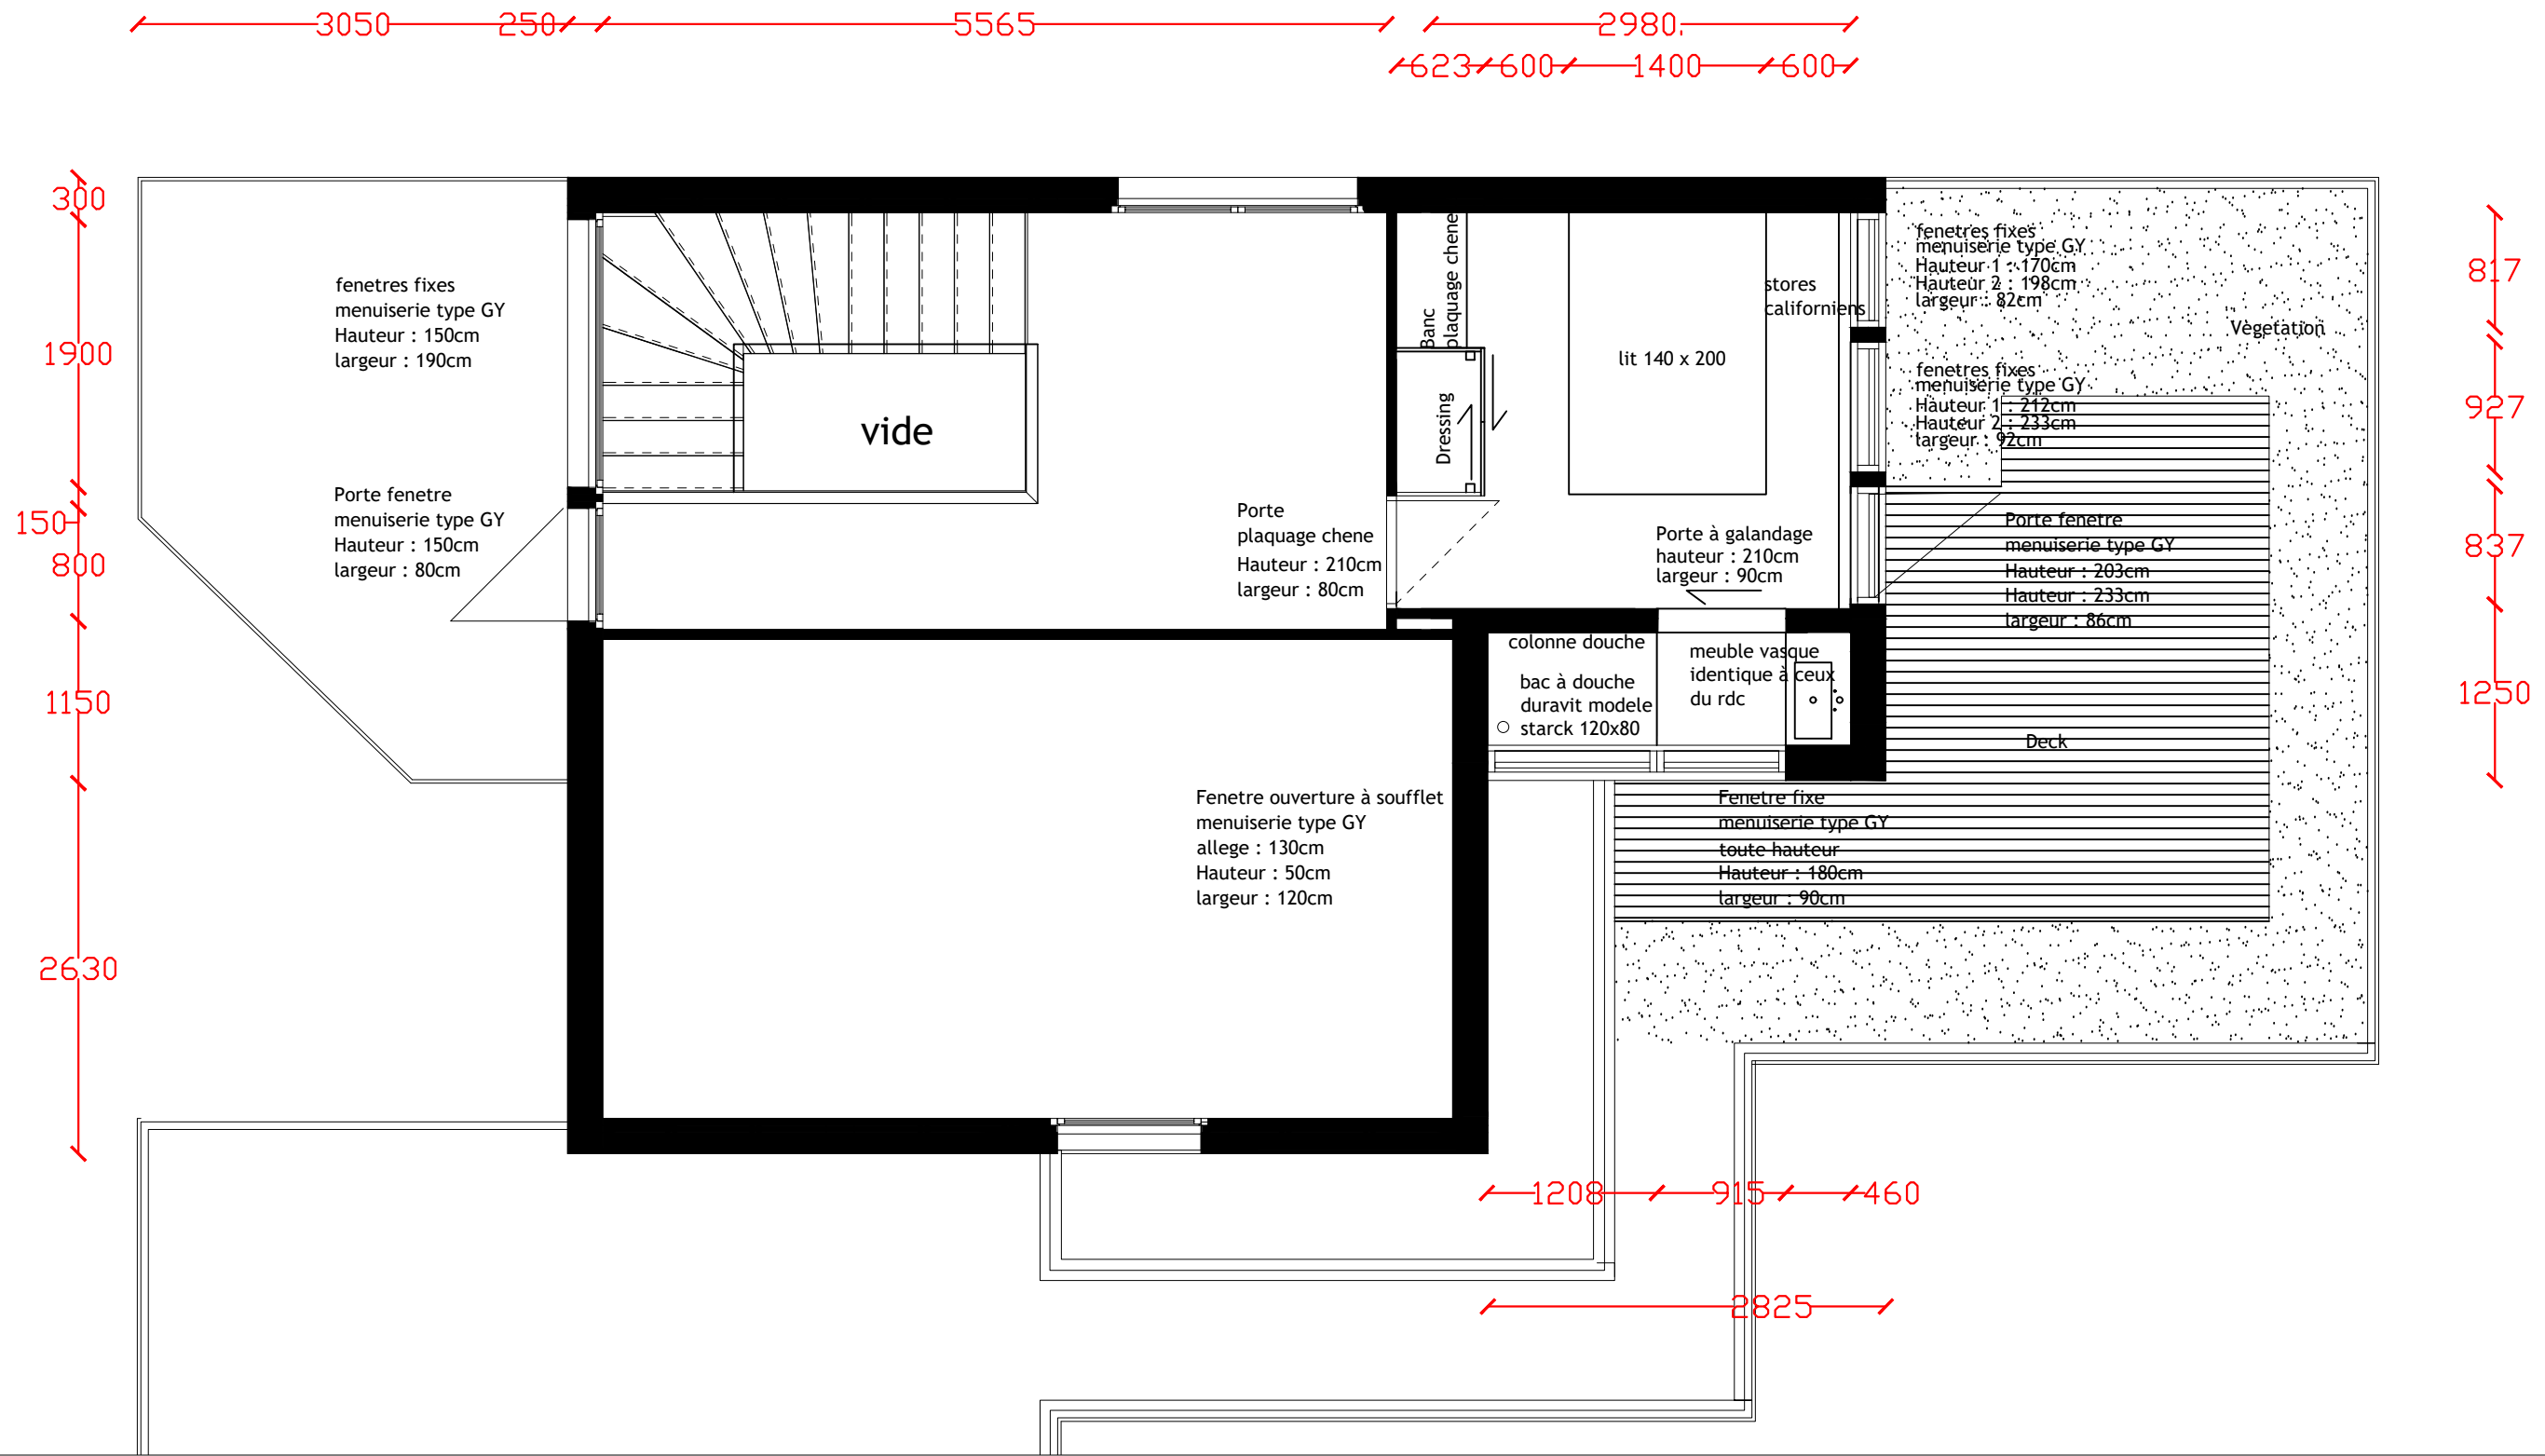 3050
250
5565
2980
623
600
1400
600
300
1900
150
800
1150
2630
817
927
837
1250
fenetres fixes
menuiserie type GY
Hauteur : 150cm
largeur : 190cm
Porte fenetre
menuiserie type GY
Hauteur : 150cm
largeur : 80cm
vide
Porte
plaquage chene
Hauteur : 210cm
largeur : 80cm
Banc
plaquage chene
Dressing
lit 140 x 200
stores
californiens
Porte à galandage
hauteur : 210cm
largeur : 90cm
fenetres fixes
menuiserie type GY
Hauteur 1 : 170cm
Hauteur 2 : 198cm
largeur : 82cm
Vegetation
fenetres fixes
menuiserie type GY
Hauteur 1 : 212cm
Hauteur 2 : 233cm
largeur : 92cm
Porte fenetre
menuiserie type GY
Hauteur : 203cm
Hauteur : 233cm
largeur : 86cm
colonne douche
bac à douche
duravit modele
starck 120x80
meuble vasque
identique à ceux
du rdc
Deck
Fenetre ouverture à soufflet
menuiserie type GY
allege : 130cm
Hauteur : 50cm
largeur : 120cm
Fenetre fixe
menuiserie type GY
toute hauteur
Hauteur : 180cm
largeur : 90cm
1208
915
460
2825